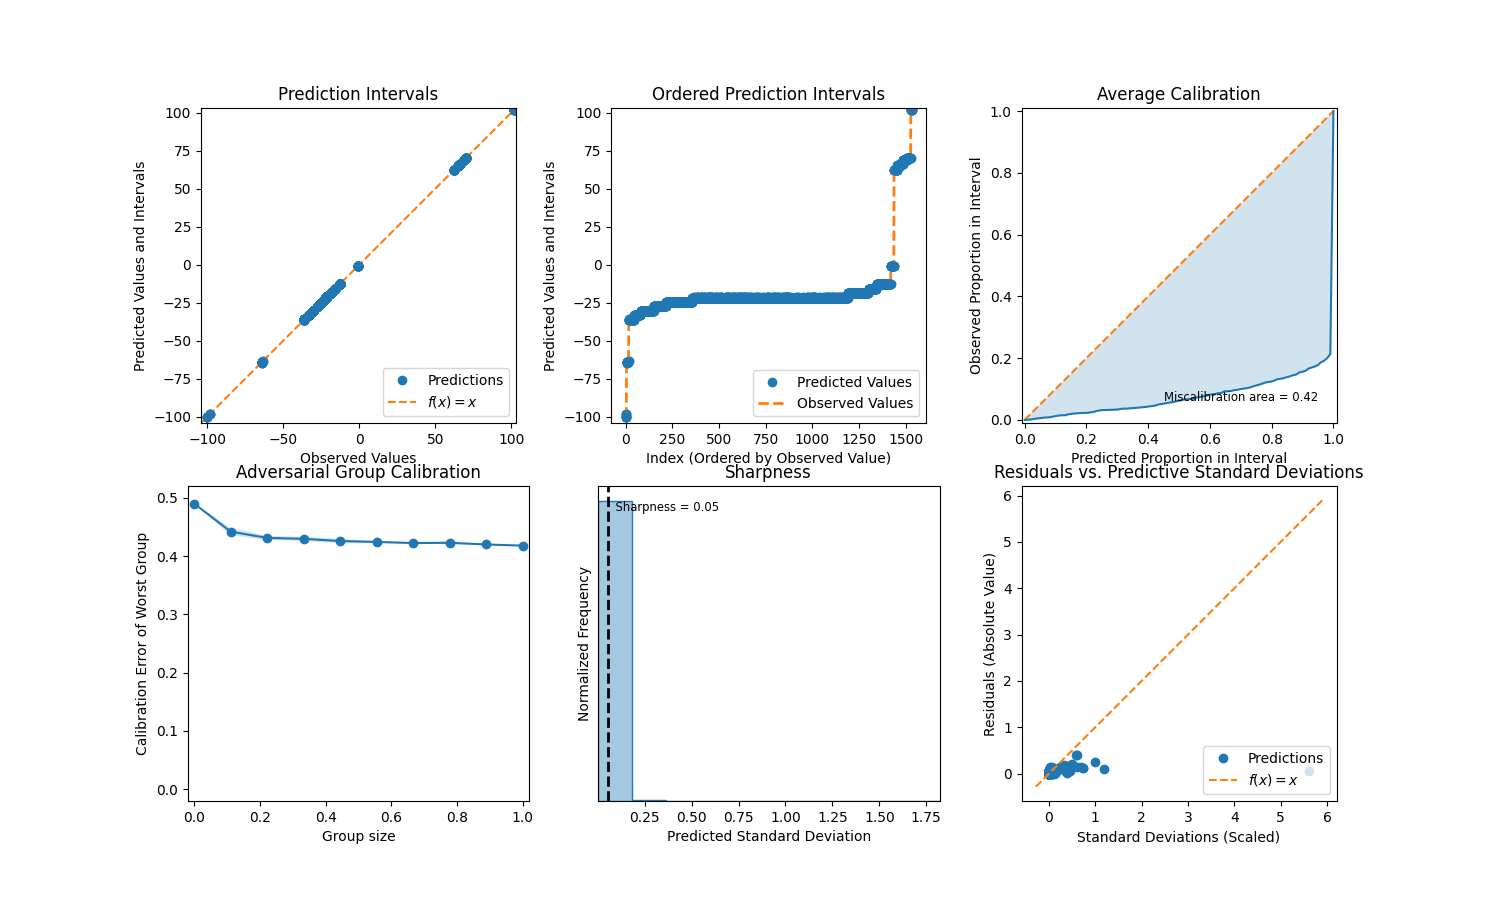 Prediction Intervals
Predicted Values and Intervals
100
75
50
25
0
−25
−50
−75
−100
−100
−50
0
50
100
Observed Values
Predictions
f(x) = x
Ordered Prediction Intervals
Predicted Values and Intervals
100
75
50
25
0
−25
−50
−75
−100
0
250
500
750
1000
1250
1500
Index (Ordered by Observed Value)
Predicted Values
Observed Values
Average Calibration
Observed Proportion in Interval
1.0
0.8
0.6
0.4
0.2
0.0
0.0
0.2
0.4
0.6
0.8
1.0
Predicted Proportion in Interval
Miscalibration area = 0.42
Adversarial Group Calibration
Calibration Error of Worst Group
0.5
0.4
0.3
0.2
0.1
0.0
0.0
0.2
0.4
0.6
0.8
1.0
Group size
Sharpness
Normalized Frequency
Sharpness = 0.05
0.25
0.50
0.75
1.00
1.25
1.50
1.75
Predicted Standard Deviation
Residuals vs. Predictive Standard Deviations
Residuals (Absolute Value)
6
5
4
3
2
1
0
0
1
2
3
4
5
6
Standard Deviations (Scaled)
Predictions
f(x) = x